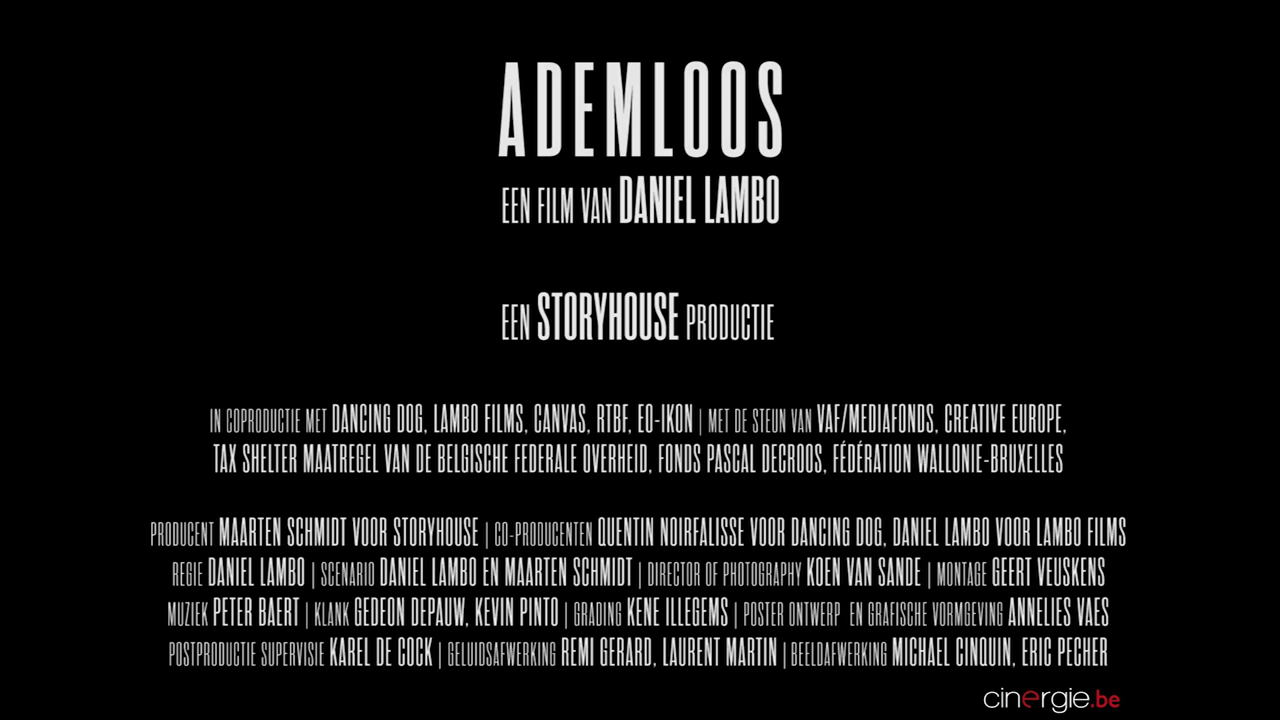 ADEMLOOS
EEN FILM VAN DANIEL LAMBO
EEN STORYHOUSE PRODUCTIE
IN COPRODUCTIE MET DANCING DOG, LAMBO FILMS, CANVAS, RTBF, EO-IKON | MET DE STEUN VAN VAF/MEDIAFONDS, CREATIVE EUROPE,
TAX SHELTER MAATREGEL VAN DE BELGISCHE FEDERALE OVERHEID, FONDS PASCAL DECROOS, FÉDÉRATION WALLONIE-BRUXELLES
PRODUCENT MAARTEN SCHMIDT VOOR STORYHOUSE | CO-PRODUCENTEN QUENTIN NOIRFALISSE VOOR DANCING DOG, DANIEL LAMBO VOOR LAMBO FILMS
REGIE DANIEL LAMBO | SCENARIO DANIEL LAMBO EN MAARTEN SCHMIDT | DIRECTOR OF PHOTOGRAPHY KOEN VAN SANDE | MONTAGE GEERT VEUSKENS
MUZIEK PETER BAERT | KLANK GEDEON DEPAUW, KEVIN PINTO | GRADING KENE ILLEGEMS | POSTER ONTWERP EN GRAFISCHE VORMGEVING ANNELIES VAES
POSTPRODUCTIE SUPERVISIE KAREL DE COCK | GELUIDSAFWERKING REMI GERARD, LAURENT MARTIN | BEELDAFWERKING MICHAEL CINQUIN, ERIC PECHER
cinergie.be